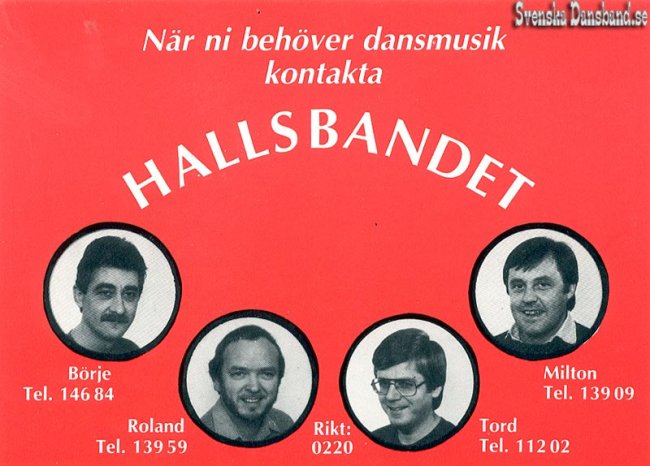 Svenska Dansband.se
När ni behöver dansmusik
kontakta
HALLSBANDET
Börje
Tel. 146 84
Roland
Tel. 139 59
Rikt:
0220
Tord
Tel. 112 02
Milton
Tel. 139 09